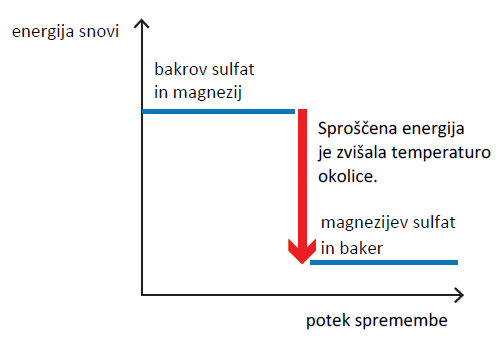 energija snovi
bakrov sulfat
in magnezij
Sproščena energija
je zvišala temperaturo
okolice.
magnezijev sulfat
in baker
potek spremembe